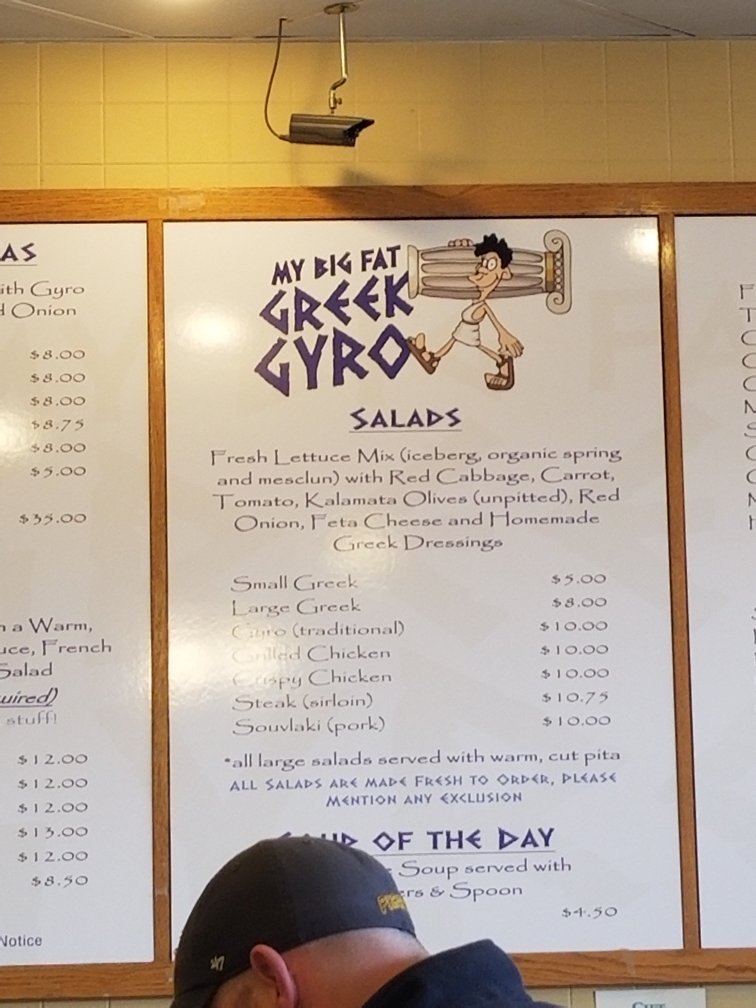 AS
ith Gyro
d Onion
$8.00
$8.00
$8.00
$8.75
$8.00
$5.00
$35.00
n a Warm,
uce, French
Salad
uired)
stuff!
$12.00
$12.00
$12.00
$13.00
$12.00
$8.50
Notice
MY BIG FAT
GREEK
GYRO
SALADS
Fresh Lettuce Mix (iceberg, organic spring
and mesclun) with Red Cabbage, Carrot,
Tomato, Kalamata Olives (unpitted), Red
Onion, Feta Cheese and Homemade
Greek Dressings
Small Greek $5.00
Large Greek $8.00
Gyro (traditional) $10.00
Grilled Chicken $10.00
Crispy Chicken $10.00
Steak (sirloin) $10.75
Souvlaki (pork) $10.00
*all large salads served with warm, cut pita
ALL SALADS ARE MADE FRESH TO ORDER, PLEASE
MENTION ANY EXCLUSION
SOUP OF THE DAY
Soup served with
ers & Spoon
$4.50
'47